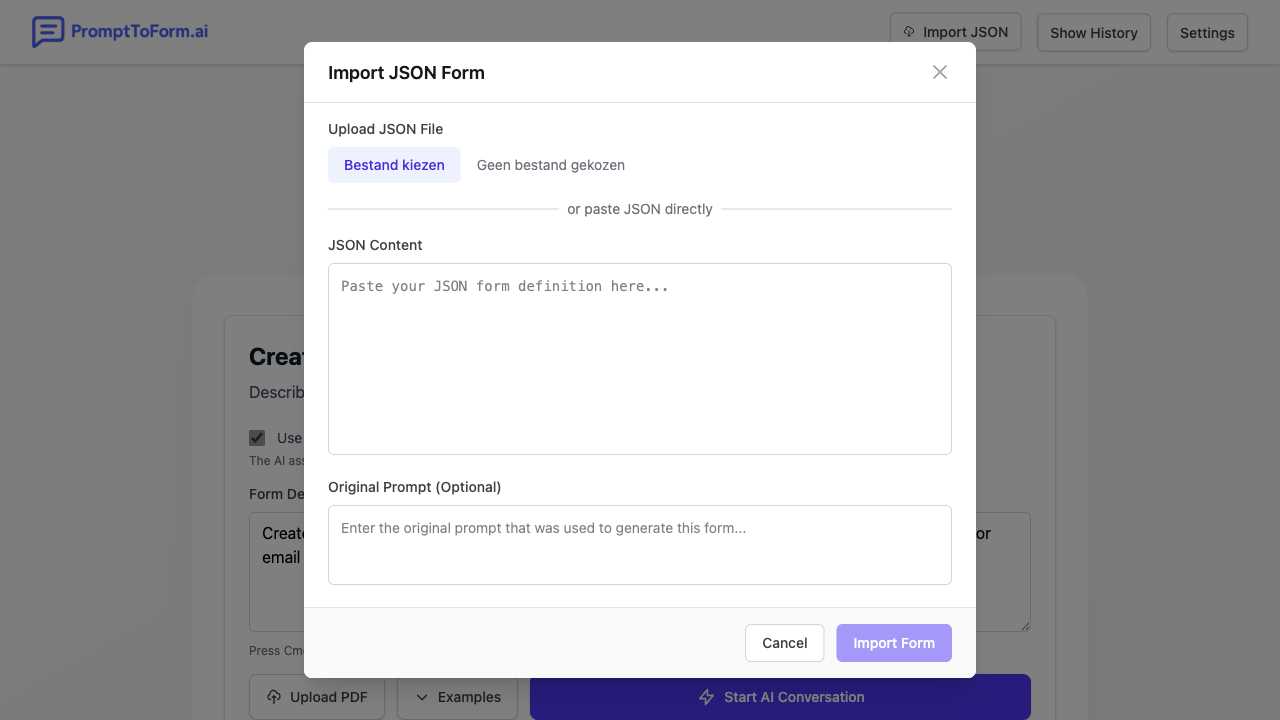 PromptToForm.ai
Import JSON
Show History
Settings
Import JSON Form
Upload JSON File
Bestand kiezen
Geen bestand gekozen
or paste JSON directly
JSON Content
Paste your JSON form definition here...
Original Prompt (Optional)
Enter the original prompt that was used to generate this form...
Cancel
Import Form
Describ
Use
The AI
Form De
Create
or
email
Press
Upload PDF
Examples
Start AI Conversation